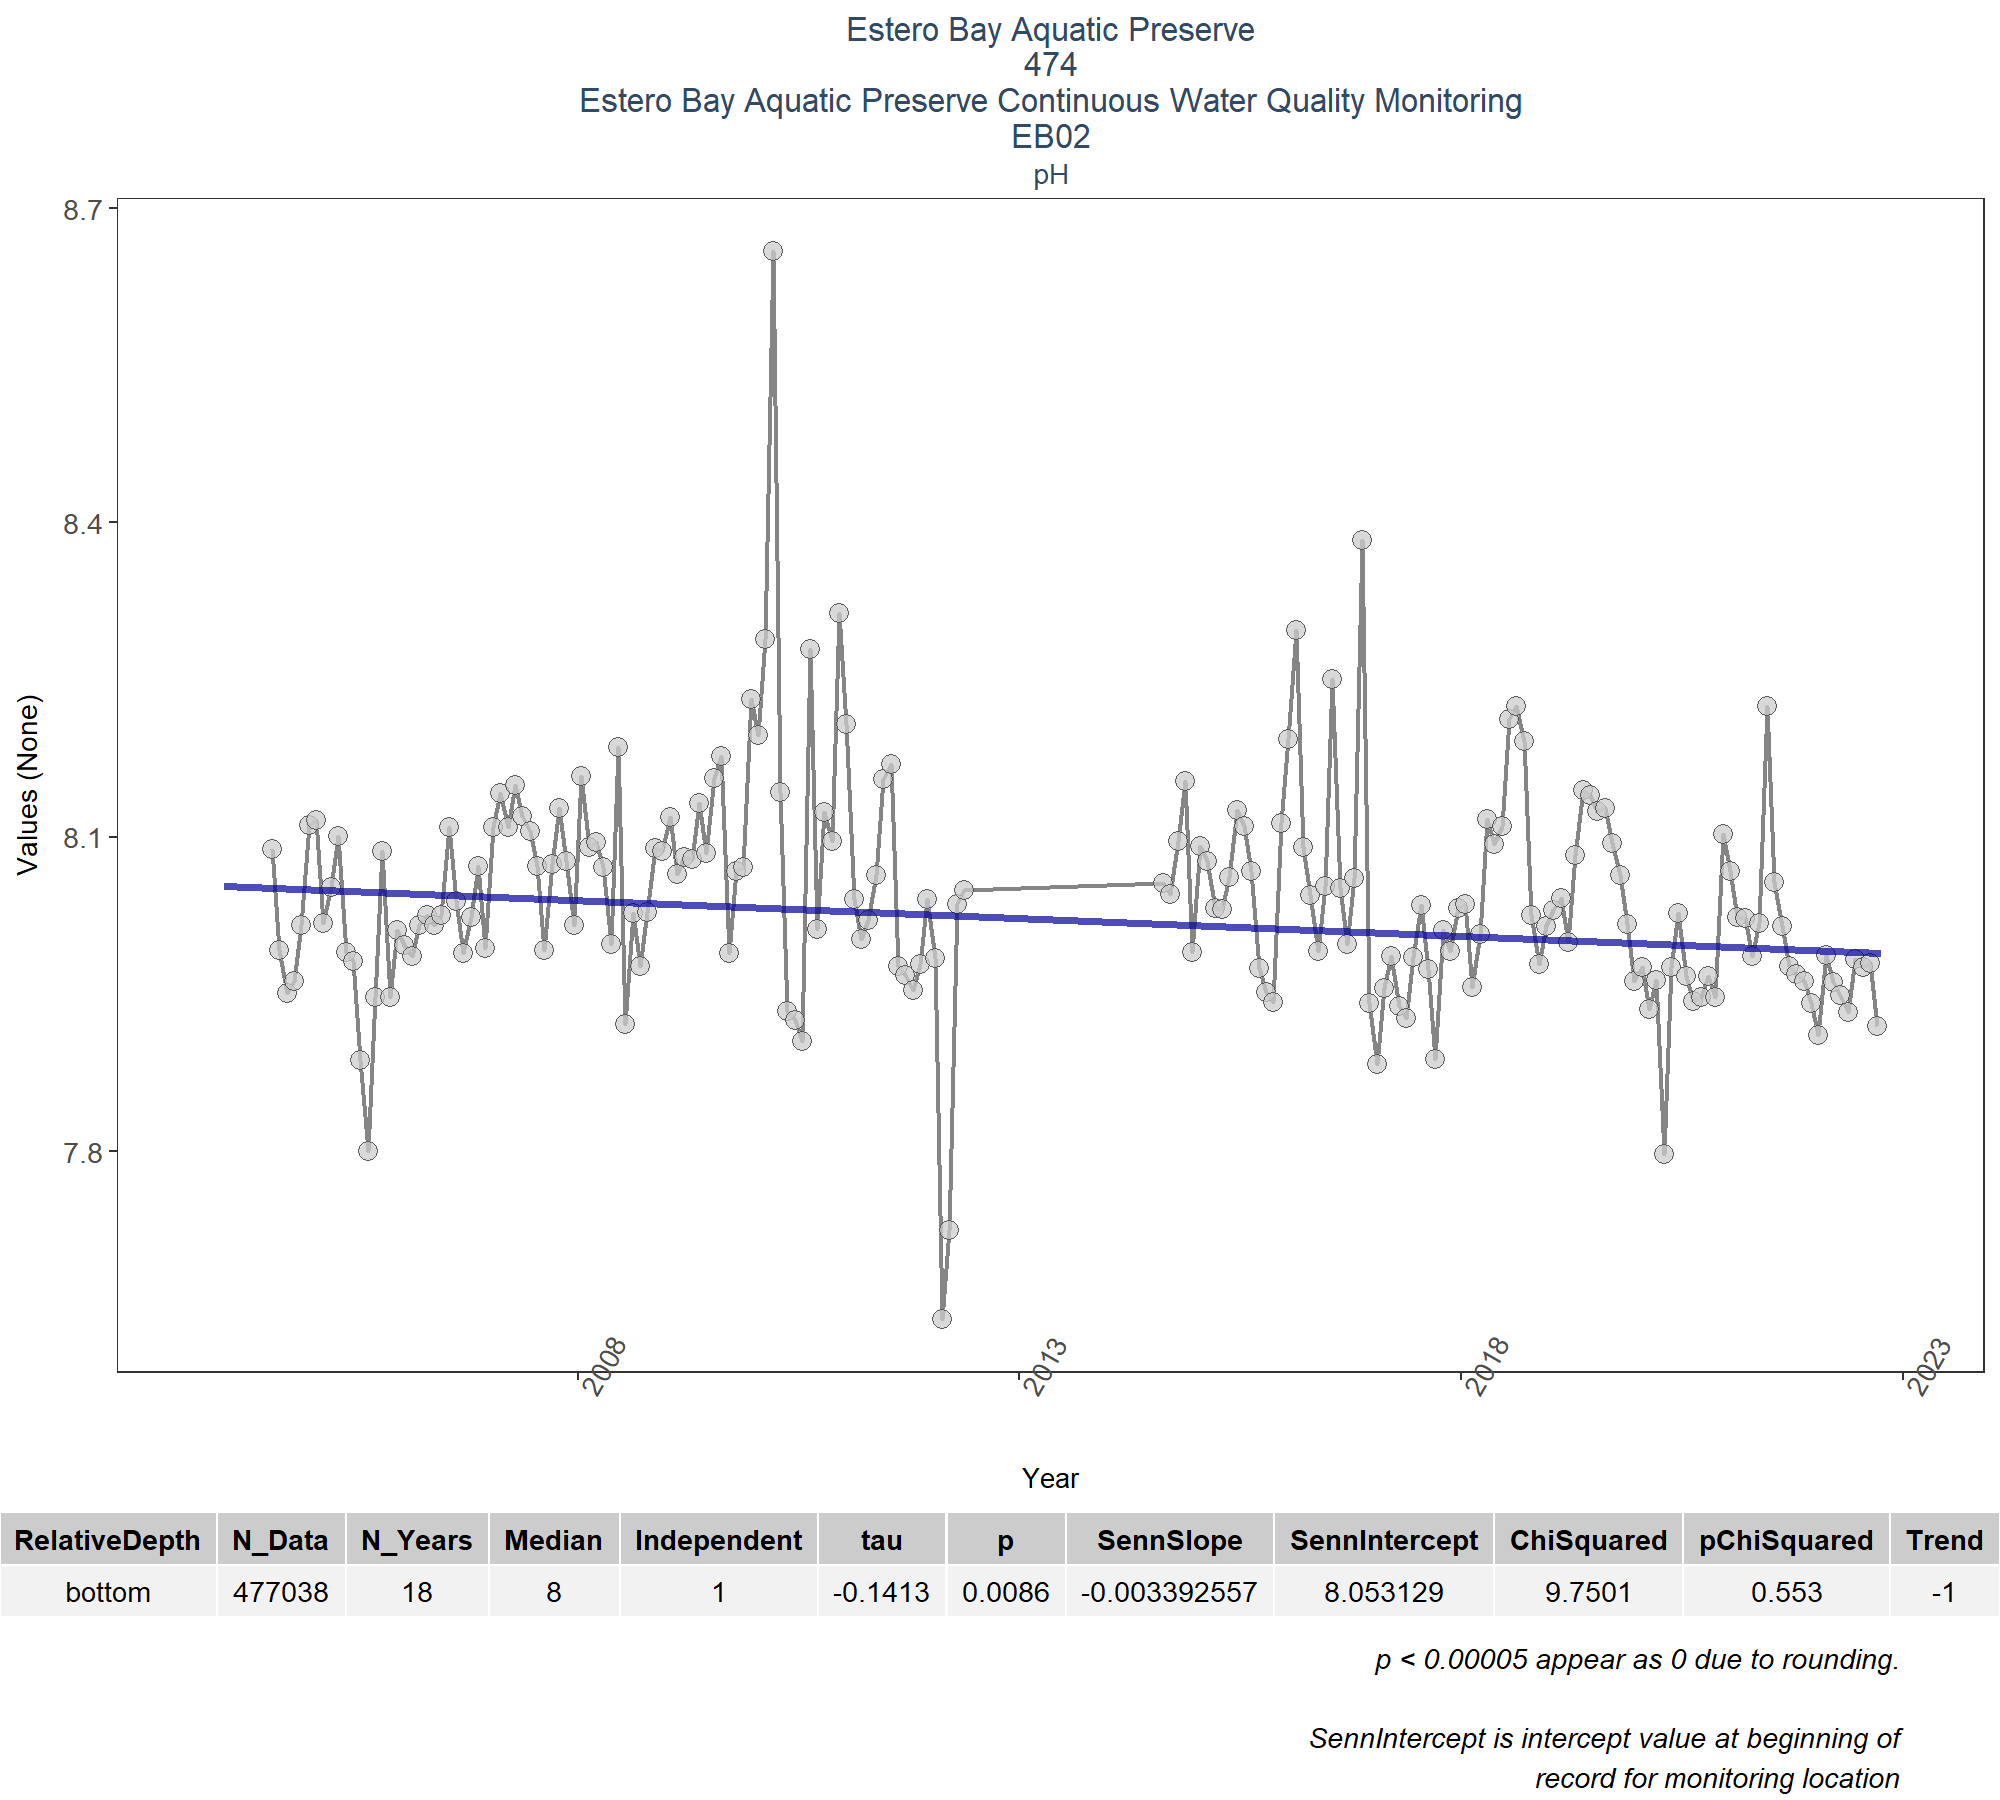 Estero Bay Aquatic Preserve
474
Estero Bay Aquatic Preserve Continuous Water Quality Monitoring
EB02
pH
8.7
8.4
8.1
7.8
Values (None)
2008
2013
2018
2023
Year
RelativeDepth N_Data N_Years Median Independent tau p SennSlope SennIntercept ChiSquared pChiSquared Trend
bottom 477038 18 8 1 -0.1413 0.0086 -0.003392557 8.053129 9.7501 0.553 -1
p < 0.00005 appear as 0 due to rounding.
SennIntercept is intercept value at beginning of
record for monitoring location